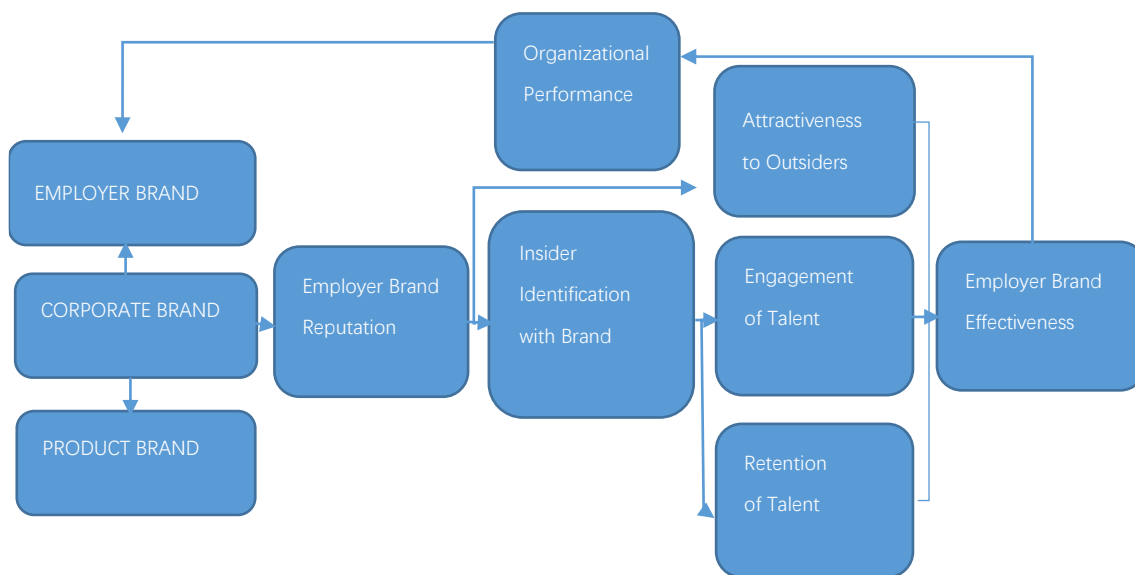 Organizational
Performance
Attractiveness
to Outsiders
EMPLOYER BRAND
Insider
Identification
with Brand
Engagement
of Talent
Employer Brand
Effectiveness
Employer Brand
Reputation
CORPORATE BRAND
PRODUCT BRAND
Retention
of Talent